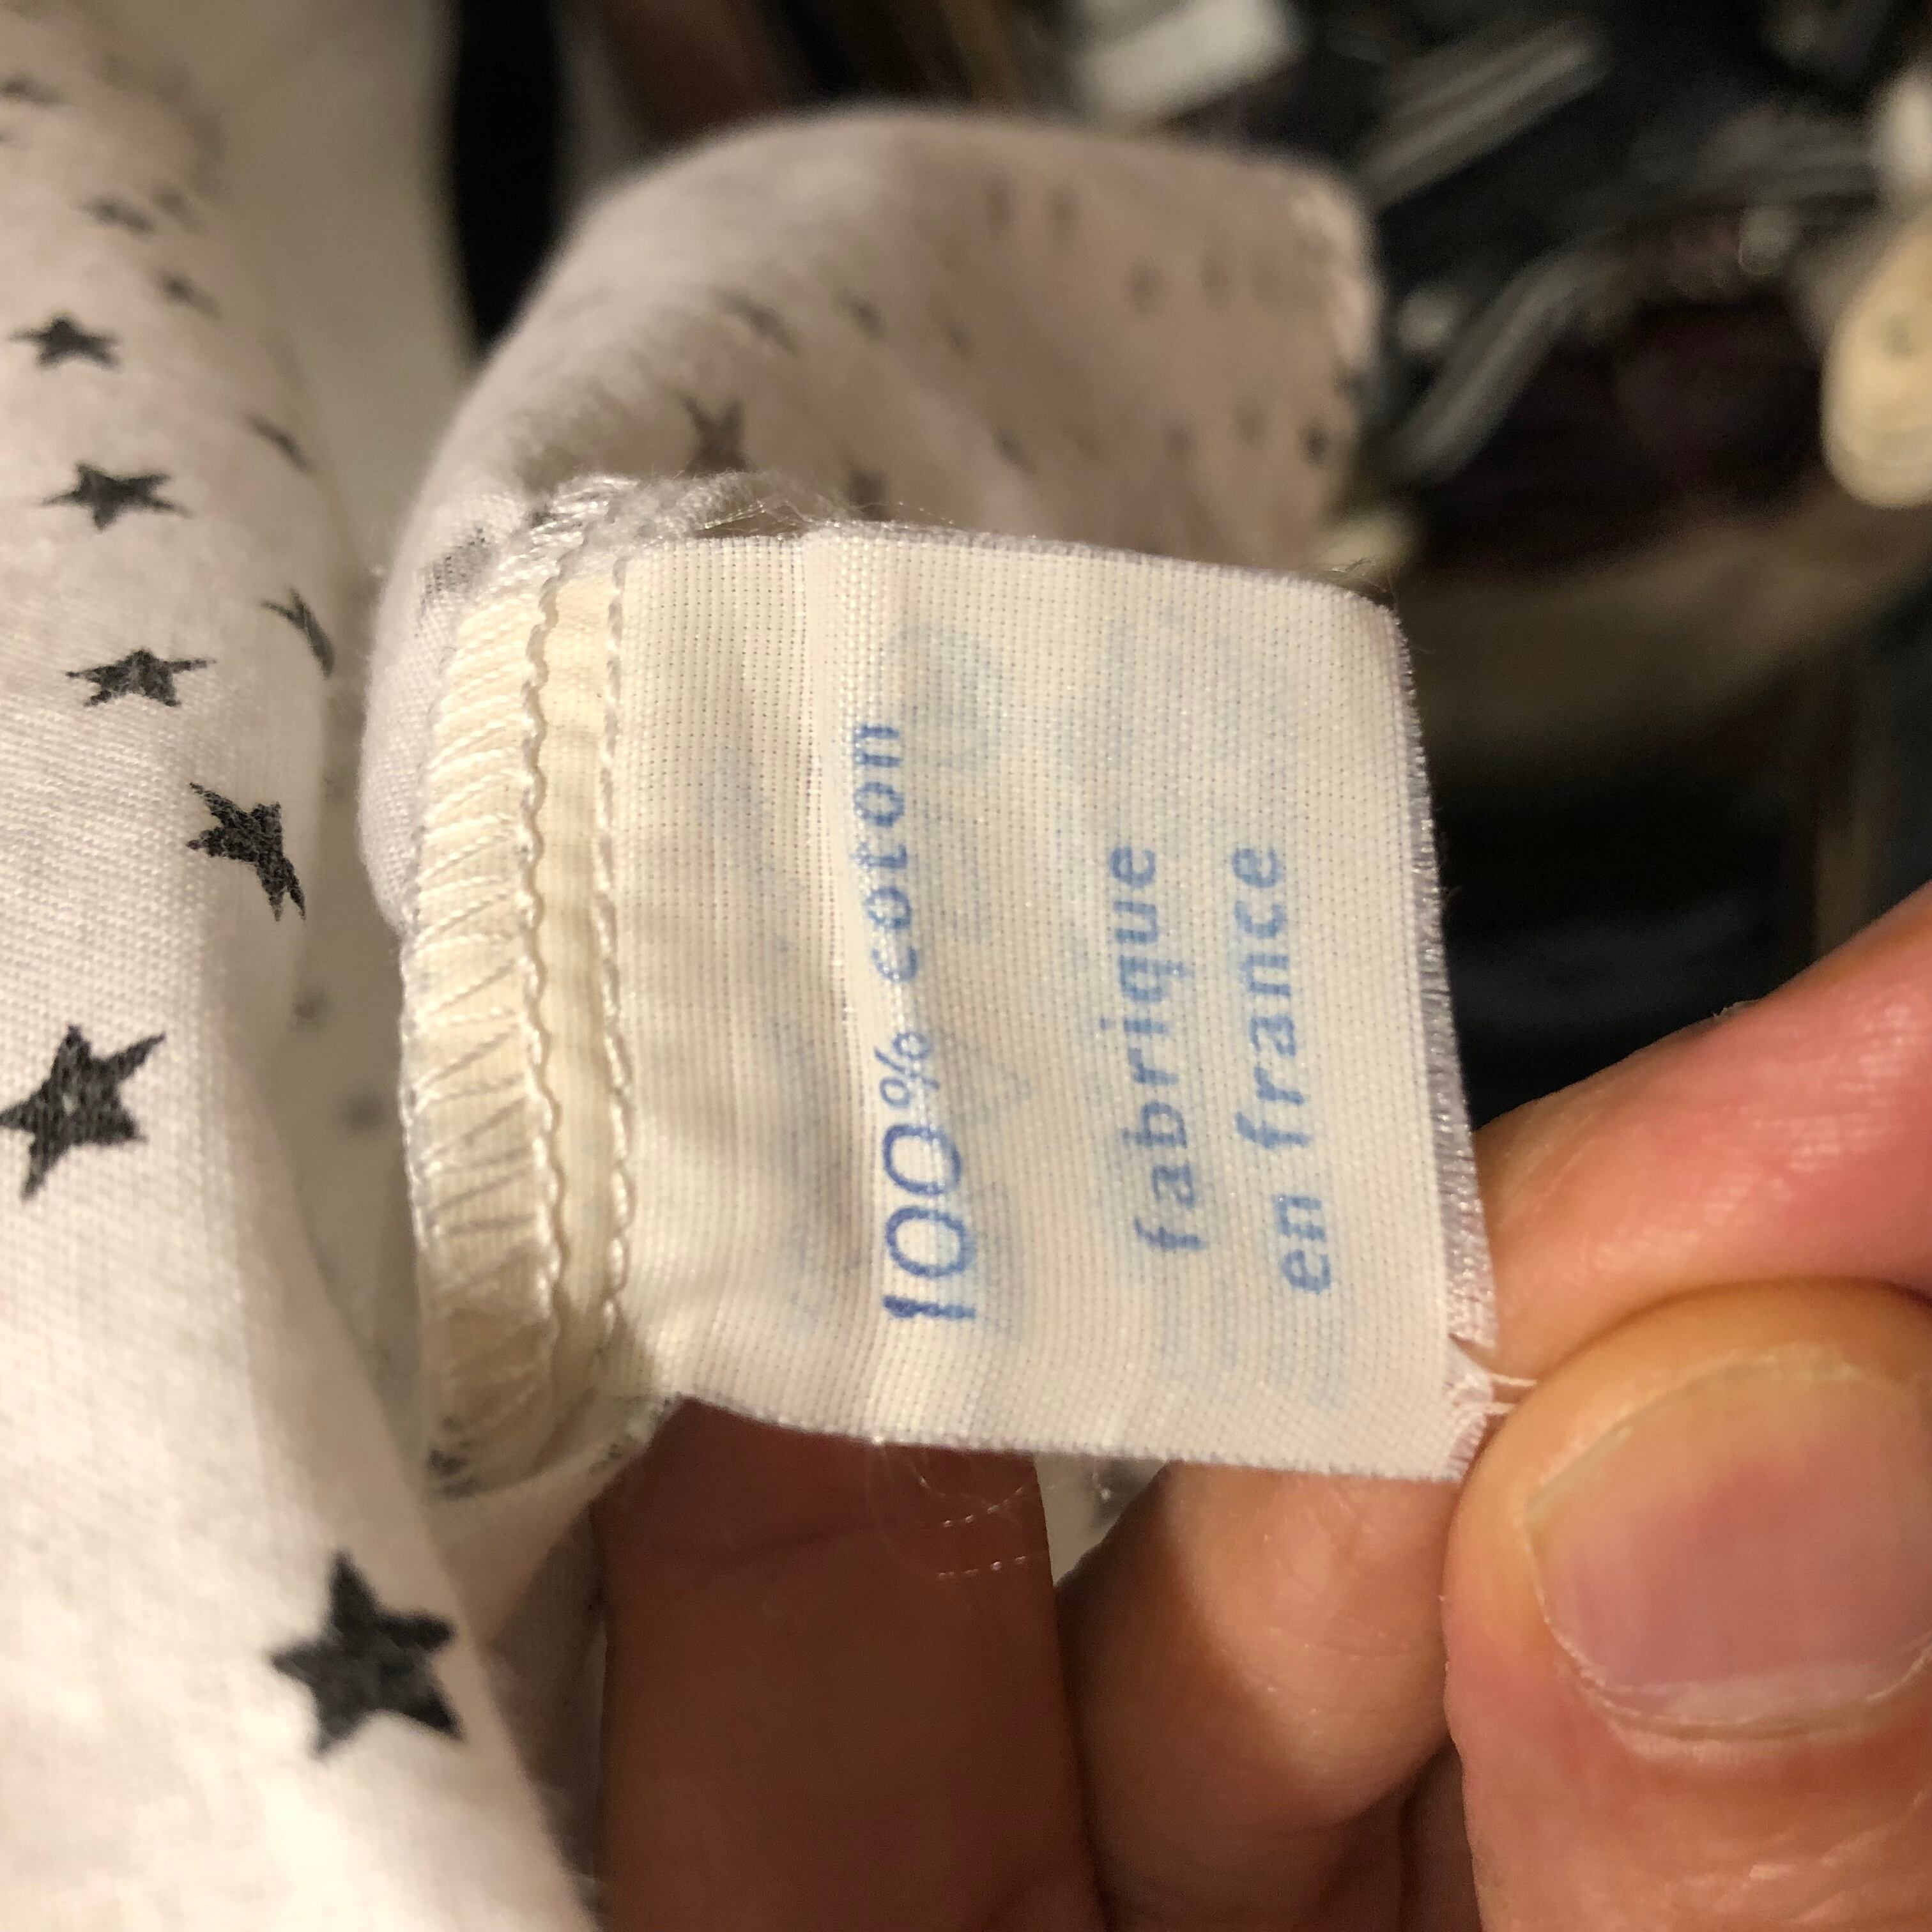 100% coton
fabrique
en france